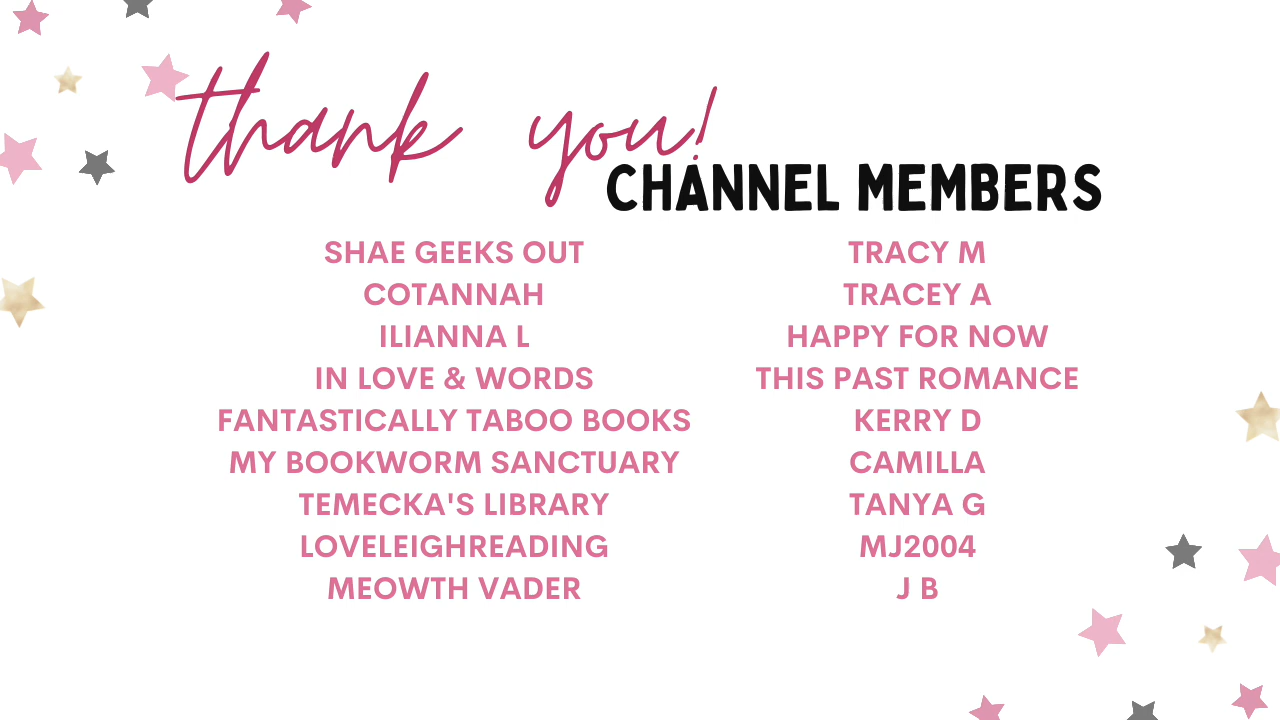 thank you!
CHANNEL MEMBERS
SHAE GEEKS OUT
COTANNAH
ILIANNA L
IN LOVE & WORDS
FANTASTICALLY TABOO BOOKS
MY BOOKWORM SANCTUARY
TEMECKA'S LIBRARY
LOVELEIGHREADING
MEOWTH VADER
TRACY M
TRACEY A
HAPPY FOR NOW
THIS PAST ROMANCE
KERRY D
CAMILLA
TANYA G
MJ2004
J B